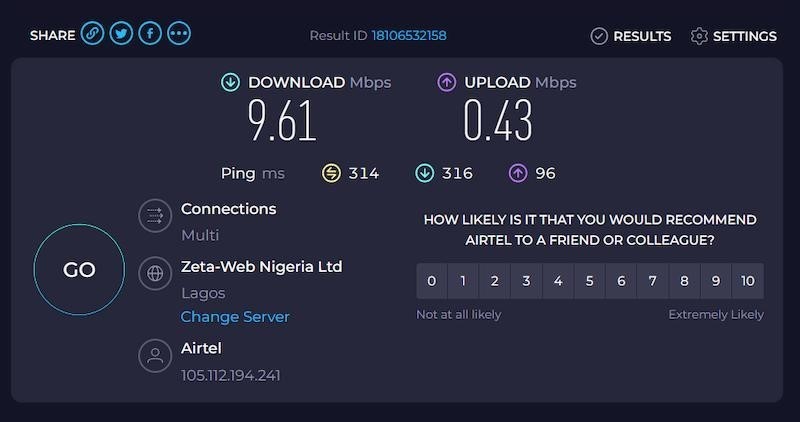 SHARE
Result ID 18106532158
RESULTS
SETTINGS
DOWNLOAD Mbps
9.61
UPLOAD Mbps
0.43
Ping ms 314 316 96
GO
Connections
Multi
Zeta-Web Nigeria Ltd
Lagos
Change Server
Airtel
105.112.194.241
HOW LIKELY IS IT THAT YOU WOULD RECOMMEND
AIRTEL TO A FRIEND OR COLLEAGUE?
0 1 2 3 4 5 6 7 8 9 10
Not at all likely
Extremely Likely